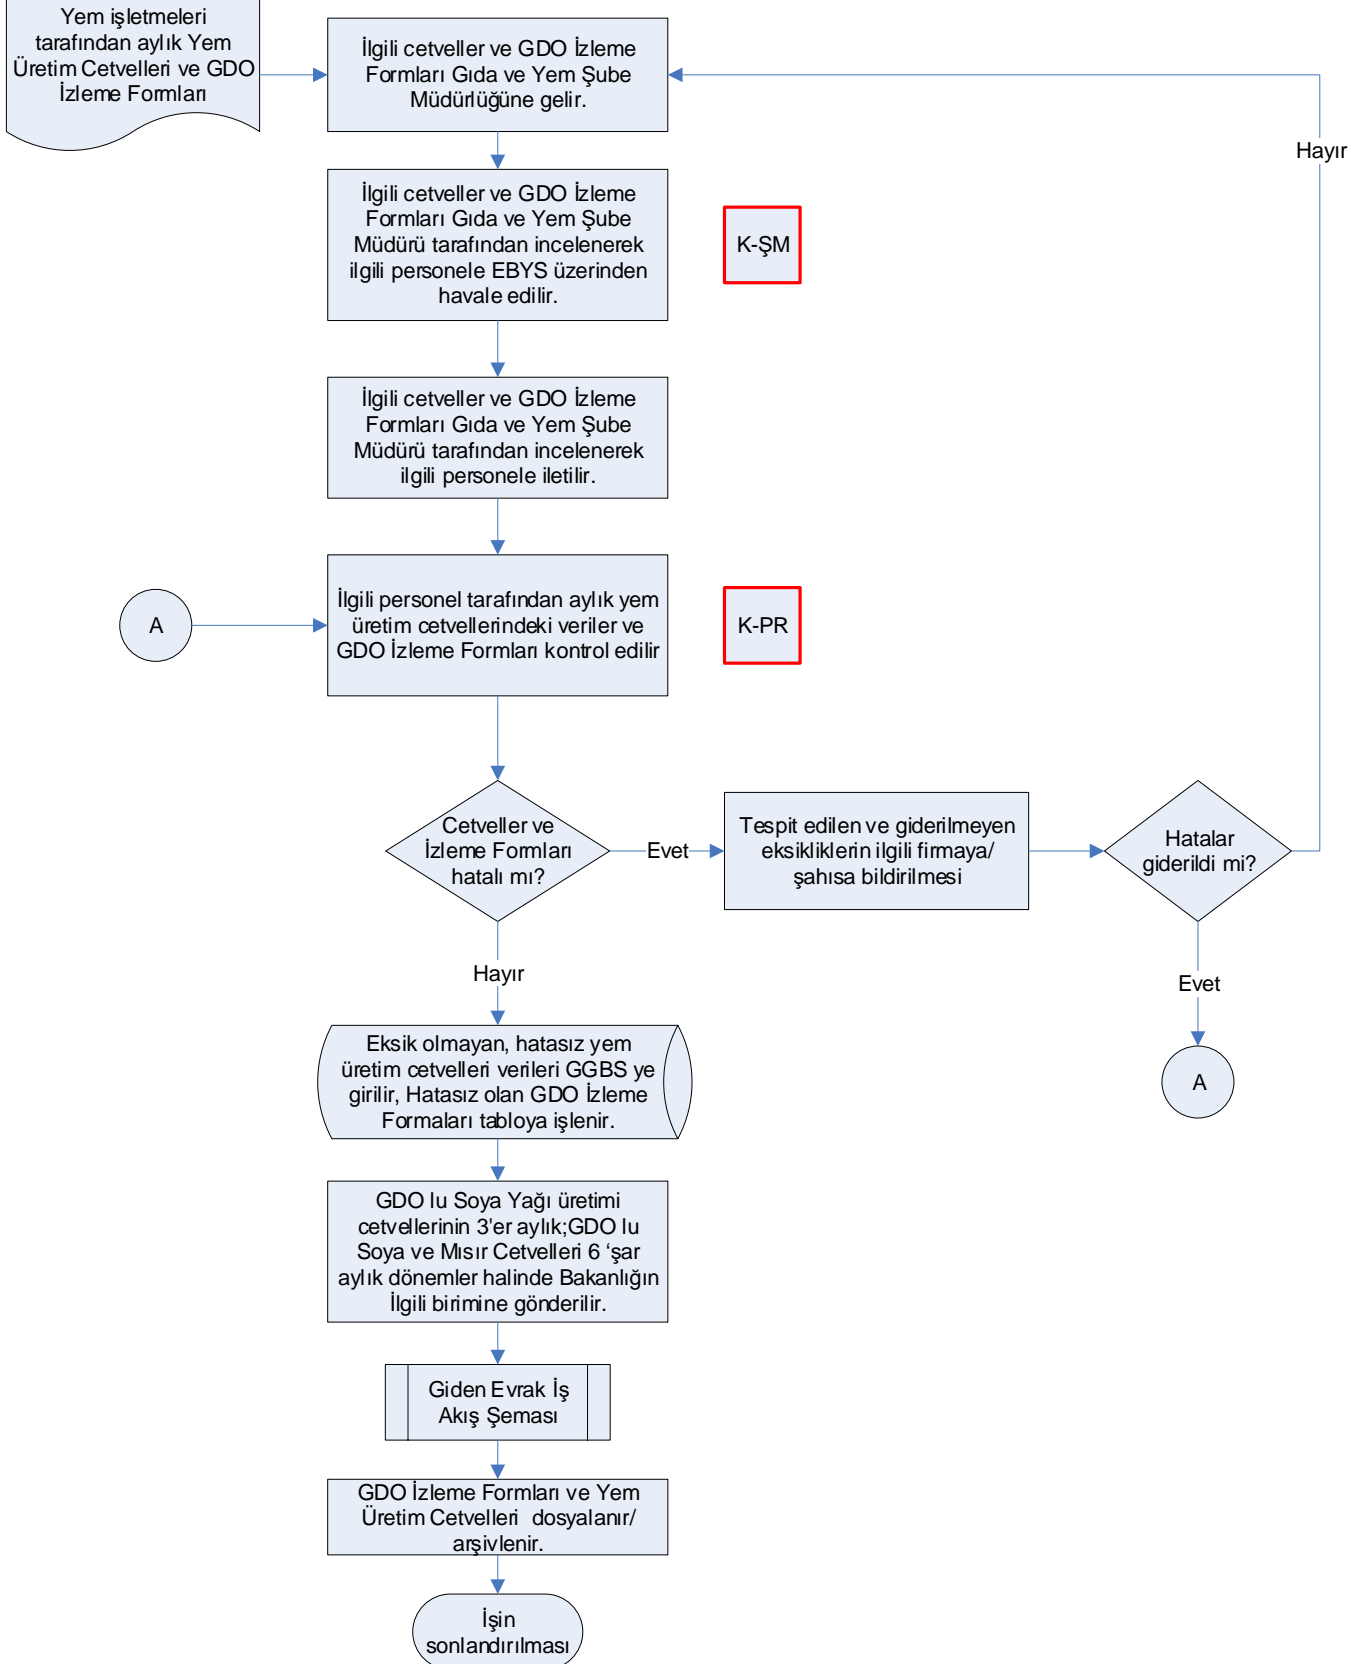 Yem işletmeleri
tarafından aylık Yem
Üretim Cetvelleri ve GDO
İzleme Formları
İlgili cetveller ve GDO İzleme
Formları Gıda ve Yem Şube
Müdürlüğüne gelir.
Hayır
İlgili cetveller ve GDO İzleme
Formları Gıda ve Yem Şube
Müdürü tarafından incelenerek
ilgili personele EBYS üzerinden
havale edilir.
K-ŞM
İlgili cetveller ve GDO İzleme
Formları Gıda ve Yem Şube
Müdürü tarafından incelenerek
ilgili personele iletilir.
A
İlgili personel tarafından aylık yem
üretim cetvellerindeki veriler ve
GDO İzleme Formları kontrol edilir
K-PR
Cetveller ve
İzleme Formları
hatalı mı?
Evet
Tespit edilen ve giderilmeyen
eksikliklerin ilgili firmaya/
şahısa bildirilmesi
Hatalar
giderildi mi?
Hayır
Evet
Eksik olmayan, hatasız yem
üretim cetvelleri verileri GGBS ye
girilir, Hatasız olan GDO İzleme
Formaları tabloya işlenir.
A
GDO lu Soya Yağı üretimi
cetvellerinin 3'er aylık;GDO lu
Soya ve Mısır Cetvelleri 6 ‘şar
aylık dönemler halinde Bakanlığın
İlgili birimine gönderilir.
Giden Evrak İş
Akış Şeması
GDO İzleme Formları ve Yem
Üretim Cetvelleri dosyalanır/
arşivlenir.
İşin
sonlandırılması